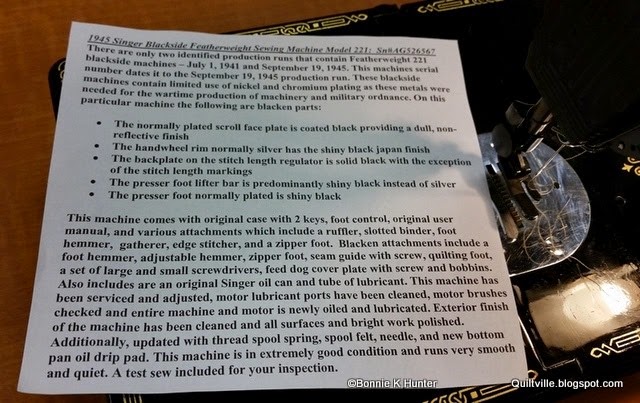 1945 Singer Blackside Featherweight Sewing Machine Model 221: Sn#AG526567
There are only two identified production runs that contain Featherweight 221
blackside machines – July 1, 1941 and September 19, 1945. This machines serial
number dates it to the September 19, 1945 production run. These blackside
machines contain limited use of nickel and chromium plating as these metals were
needed for the wartime production of machinery and military ordnance. On this
particular machine the following are blacken parts:
• The normally plated scroll face plate is coated black providing a dull, non-
reflective finish
• The handwheel rim normally silver has the shiny black japan finish
• The backplate on the stitch length regulator is solid black with the exception
of the stitch length markings
• The presser foot lifter bar is predominantly shiny black instead of silver
• The presser foot normally plated is shiny black
This machine comes with original case with 2 keys, foot control, original user
manual, and various attachments which include a ruffler, slotted binder, foot
hemmer, gatherer, edge stitcher, and a zipper foot. Blacken attachments include a
foot hemmer, adjustable hemmer, zipper foot, seam guide with screw, quilting foot,
a set of large and small screwdrivers, feed dog cover plate with screw and bobbins.
Also includes are an original Singer oil can and tube of lubricant. This machine has
been serviced and adjusted, motor lubricant ports have been cleaned, motor brushes
checked and entire machine and motor is newly oiled and lubricated. Exterior finish
of the machine has been cleaned and all surfaces and bright work polished.
Additionally, updated with thread spool spring, spool felt, needle, and new bottom
pan oil drip pad. This machine is in extremely good condition and runs very smooth
and quiet. A test sew included for your inspection.
©Bonnie K Hunter Quiltville.blogspot.com